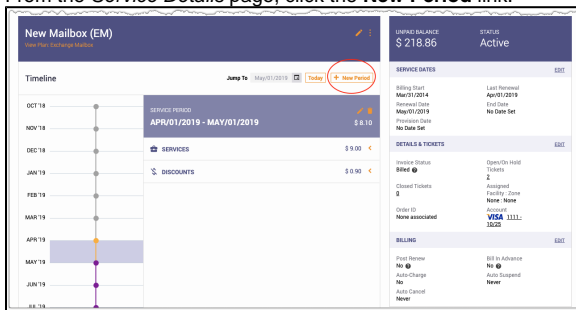 From the Service Details page, click the New Period link.
New Mailbox (EM)
View Plan: Exchange Mailbox
Timeline
Jump To May/01/2019 Today + New Period
OCT'18
NOV '18
DEC '18
JAN '19
FEB '19
MAR '19
APR '19
MAY '19
JUN '19
JUL '19
SERVICE PERIOD
APR/01/2019 - MAY/01/2019 $ 8.10
SERVICES $ 9.00
DISCOUNTS $ 0.90
UNPAID BALANCE STATUS
$ 218.86 Active
SERVICE DATES EDIT
Billing Start Last Renewal
Mar/31/2014 Apr/01/2019
Renewal Date End Date
May/01/2019 No Date Set
Provision Date
No Date Set
DETAILS & TICKETS EDIT
Invoice Status Open/On Hold
Billed Tickets
2
Closed Tickets Assigned
0 Facility : Zone
None : None
Order ID Account
None associated VISA 1111 -
10/25
BILLING EDIT
Post Renew Bill In Advance
No No
Auto-Charge Auto Suspend
No Never
Auto Cancel
Never